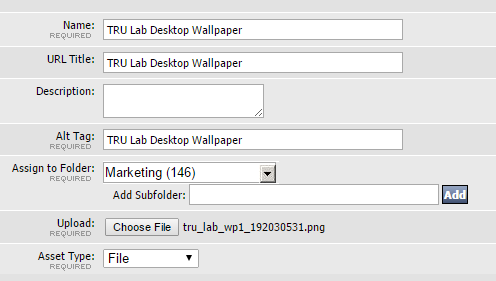 Name: TRU Lab Desktop Wallpaper
REQUIRED
URL Title: TRU Lab Desktop Wallpaper
Description:
Alt Tag: TRU Lab Desktop Wallpaper
REQUIRED
Assign to Folder: Marketing (146)
REQUIRED
Add Subfolder: Add
Upload: Choose File tru_lab_wp1_192030531.png
REQUIRED
Asset Type: File
REQUIRED